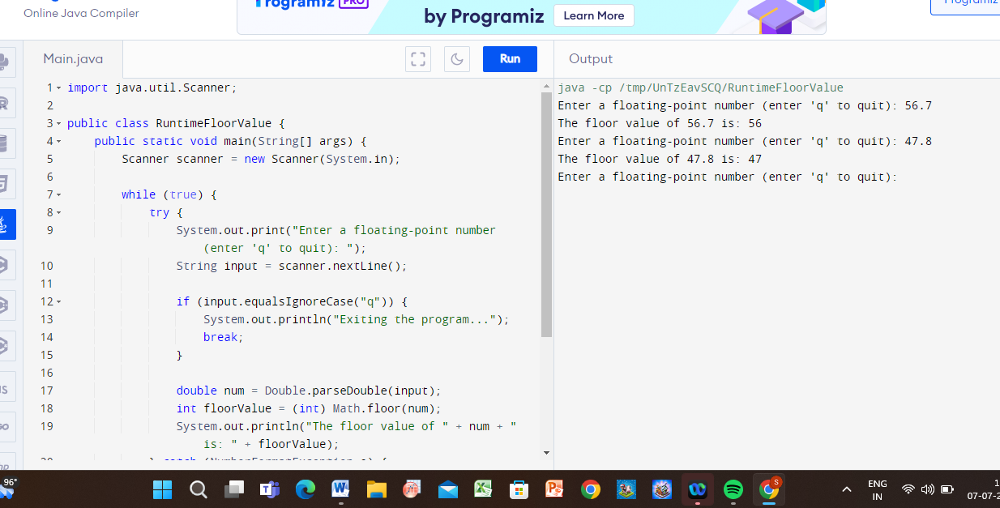 Online Java Compiler
Programiz PRO
by Programiz
Learn More
Programiz
Main.java
Run
Output
1 import java.util.Scanner;
2
3 public class RuntimeFloorValue {
4 public static void main(String[] args) {
5 Scanner scanner = new Scanner(System.in);
6
7 while (true) {
8 try {
9 System.out.print("Enter a floating-point number
(enter 'q' to quit): ");
10 String input = scanner.nextLine();
11
12 if (input.equalsIgnoreCase("q")) {
13 System.out.println("Exiting the program...");
14 break;
15 }
16
17 double num = Double.parseDouble(input);
18 int floorValue = (int) Math.floor(num);
19 System.out.println("The floor value of " + num + "
is: " + floorValue);
20 } catch (NumberFormatException e) {
java -cp /tmp/UnTzEavSCQ/RuntimeFloorValue
Enter a floating-point number (enter 'q' to quit): 56.7
The floor value of 56.7 is: 56
Enter a floating-point number (enter 'q' to quit): 47.8
The floor value of 47.8 is: 47
Enter a floating-point number (enter 'q' to quit):
96°
ENG
IN
07-07-2